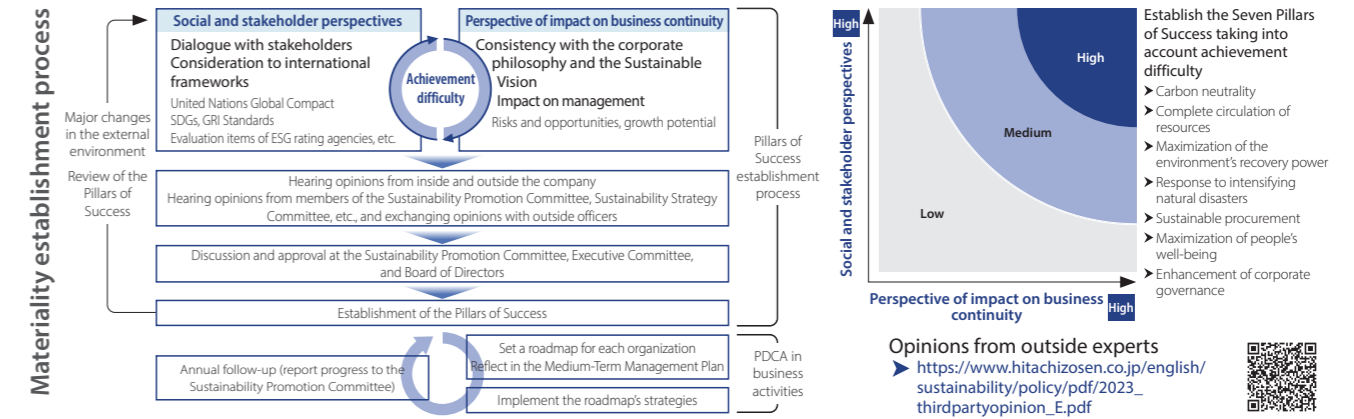 Materiality establishment process
Major changes
in the external
environment
Review of the
Pillars of
Success
Social and stakeholder perspectives
Dialogue with stakeholders
Consideration to international
frameworks
United Nations Global Compact
SDGs, GRI Standards
Evaluation items of ESG rating agencies, etc.
Achievement
difficulty
Perspective of impact on business continuity
Consistency with the corporate
philosophy and the Sustainable
Vision
Impact on management
Risks and opportunities, growth potential
Hearing opinions from inside and outside the company
Hearing opinions from members of the Sustainability Promotion Committee, Sustainability Strategy
Committee, etc., and exchanging opinions with outside officers
Discussion and approval at the Sustainability Promotion Committee, Executive Committee,
and Board of Directors
Establishment of the Pillars of Success
Pillars of
Success
establishment
process
Annual follow-up (report progress to the
Sustainability Promotion Committee)
Set a roadmap for each organization
Reflect in the Medium-Term Management Plan
Implement the roadmap's strategies
PDCA in
business
activities
High
Social and stakeholder perspectives
High
Medium
Low
Perspective of impact on business
continuity
High
Establish the Seven Pillars
of Success taking into
account achievement
difficulty
➤ Carbon neutrality
➤ Complete circulation of
resources
➤ Maximization of the
environment's recovery power
➤ Response to intensifying
natural disasters
➤ Sustainable procurement
➤ Maximization of people's
well-being
➤ Enhancement of corporate
governance
Opinions from outside experts
➤ https://www.hitachizosen.co.jp/english/
sustainability/policy/pdf/2023_
thirdpartyopinion_E.pdf